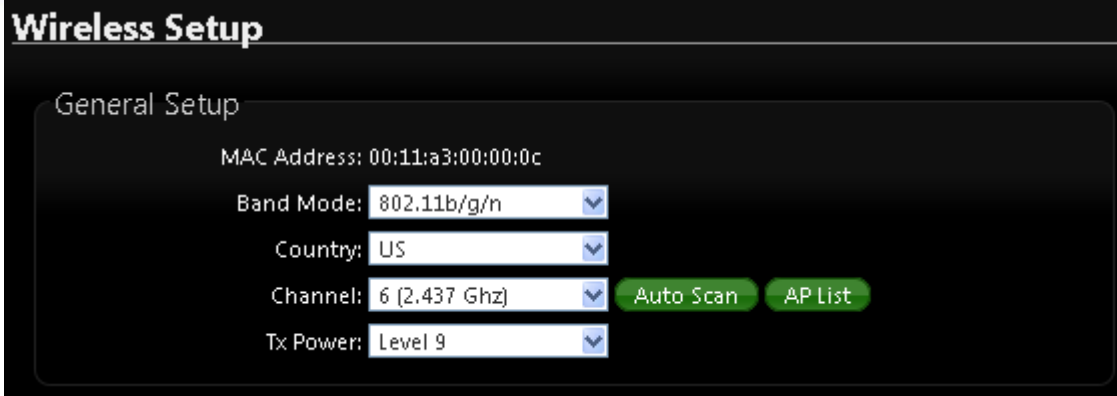 Wireless Setup
General Setup
MAC Address: 00:11:a3:00:00:0c
Band Mode: 802.11b/g/n
Country: US
Channel: 6 (2.437 Ghz) Auto Scan AP List
Tx Power: Level 9